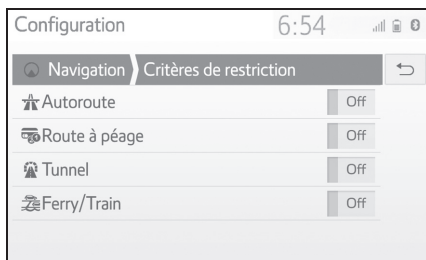 Configuration 6:54
Navigation Critères de restriction
Autoroute Off
Route à péage Off
Tunnel Off
Ferry/Train Off